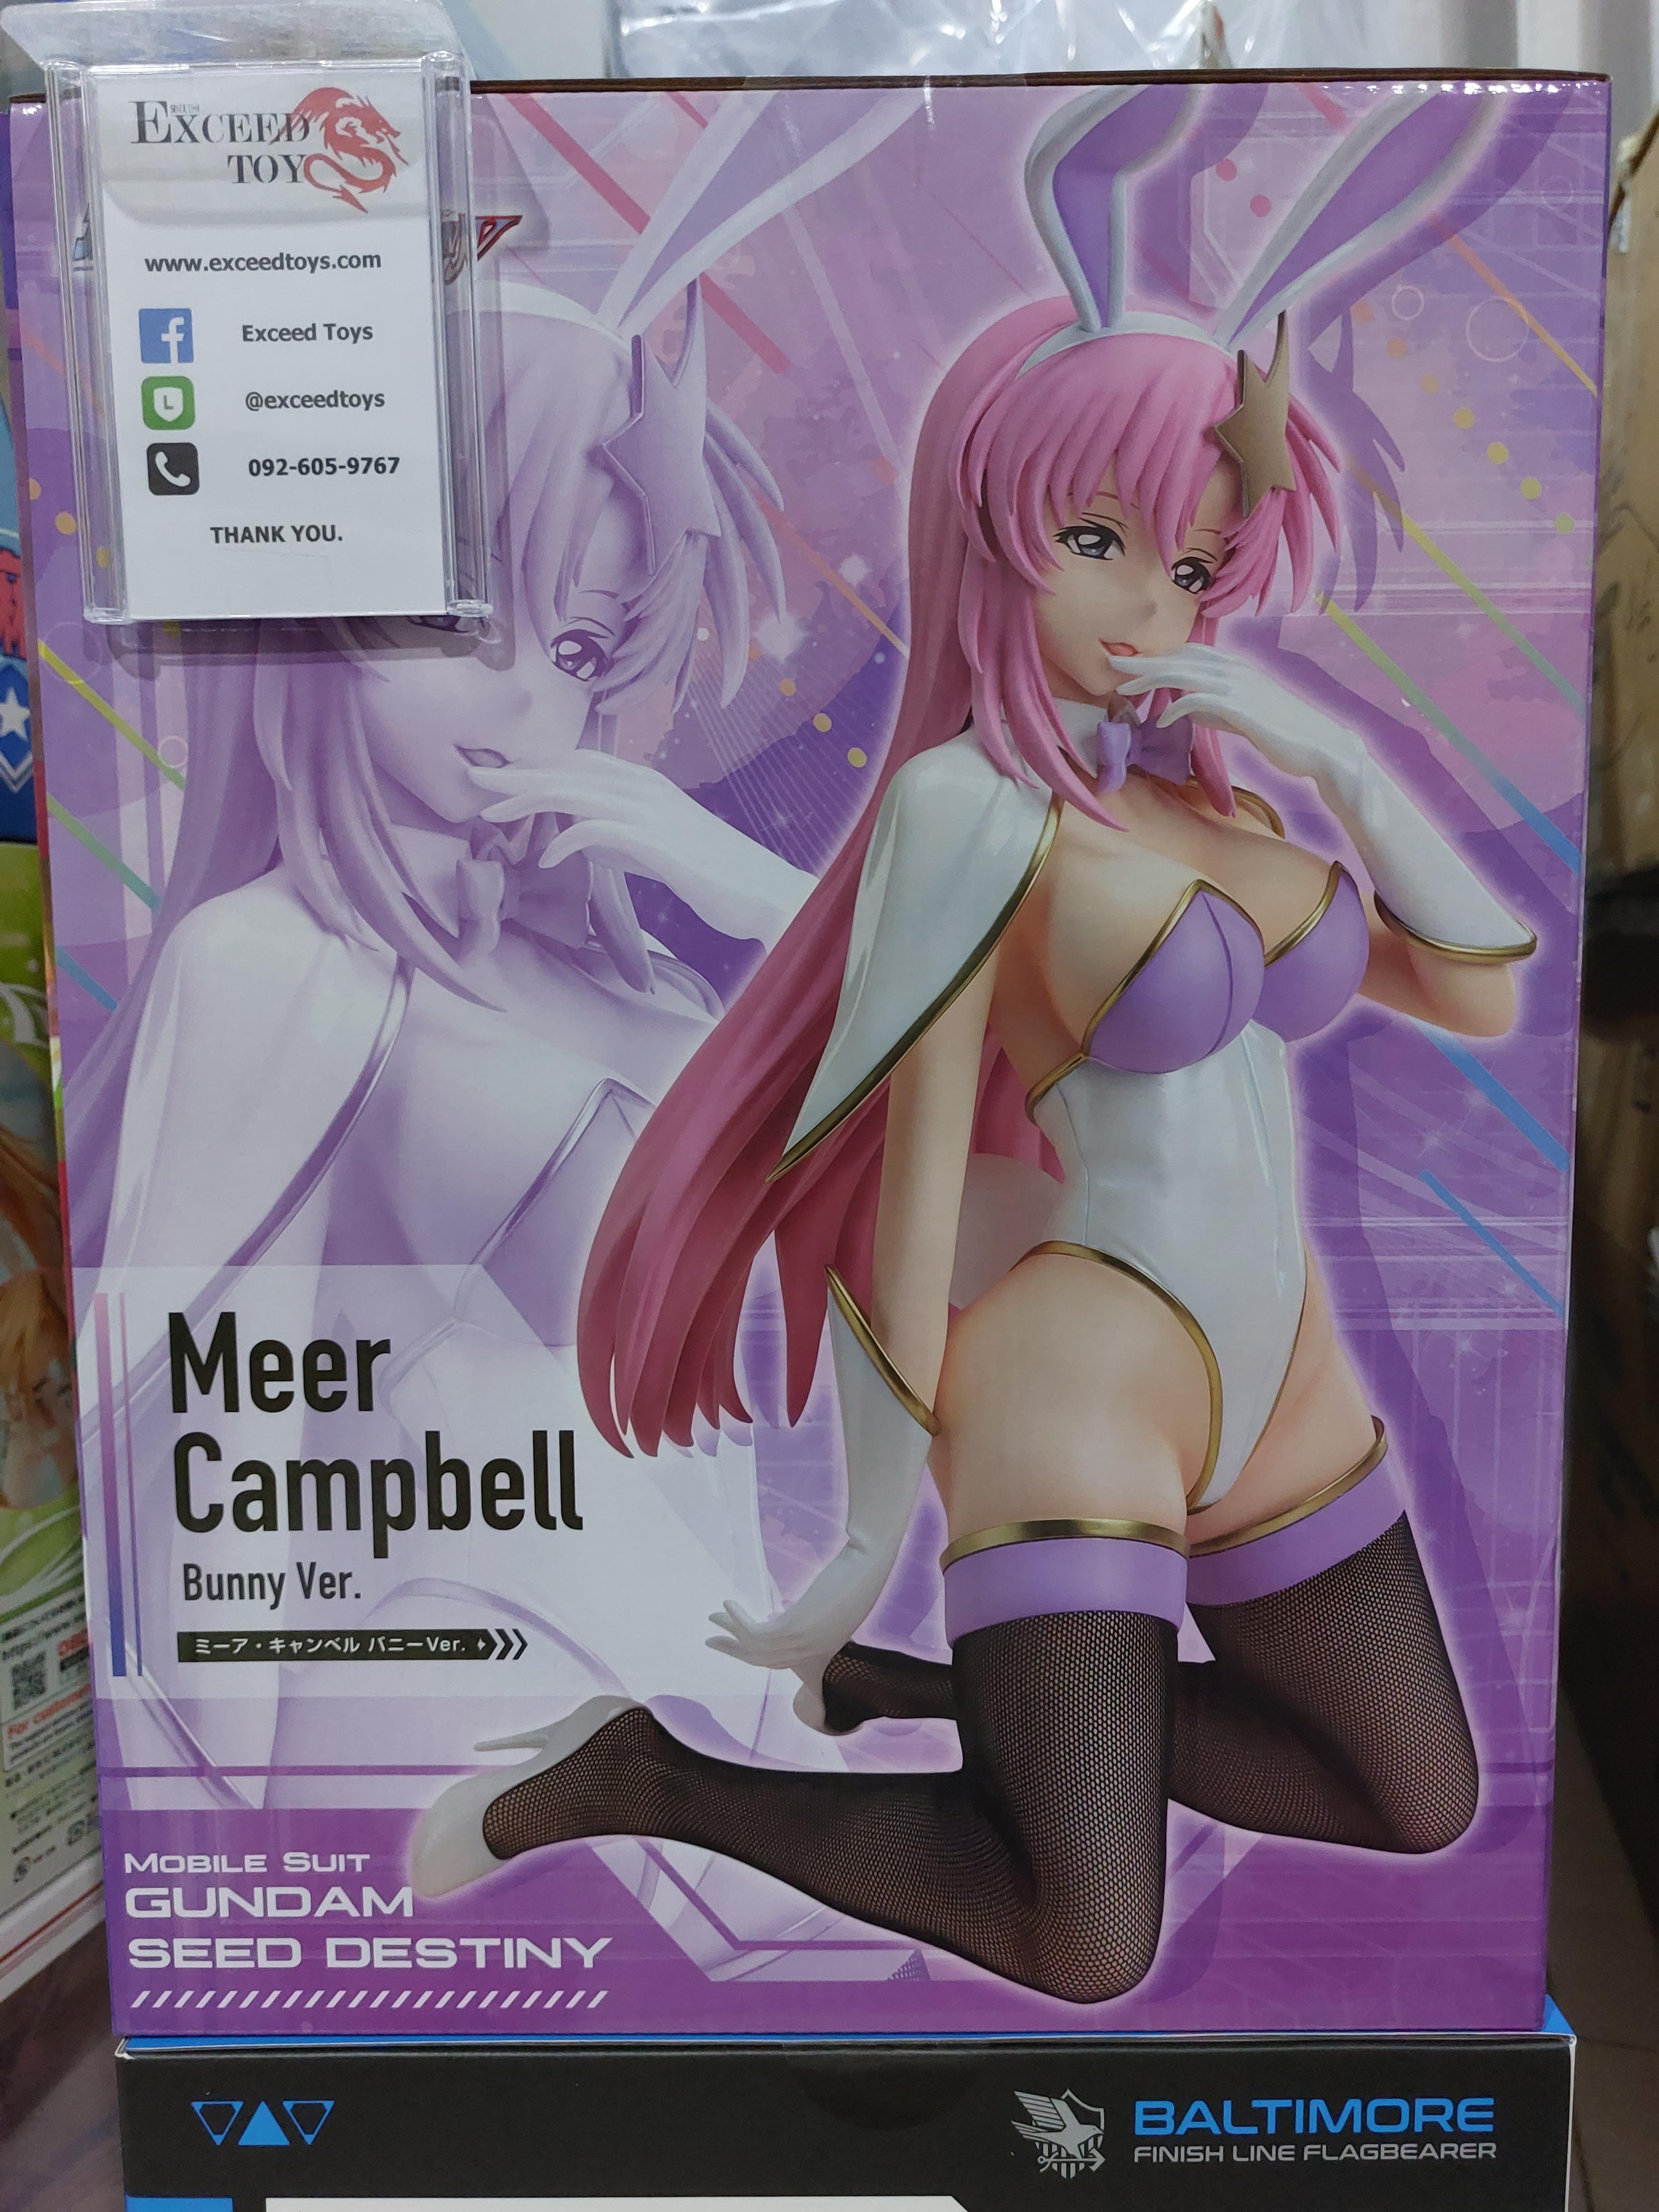 EXCEED
TOY
www.exceedtoys.com
Exceed Toys
@exceedtoys
092-605-9767
THANK YOU.
Meer
Campbell
Bunny Ver.
ミーア・キャンベル バニーVer.
MOBILE SUIT
GUNDAM
SEED DESTINY
BALTIMORE
FINISH LINE FLAGBEARER